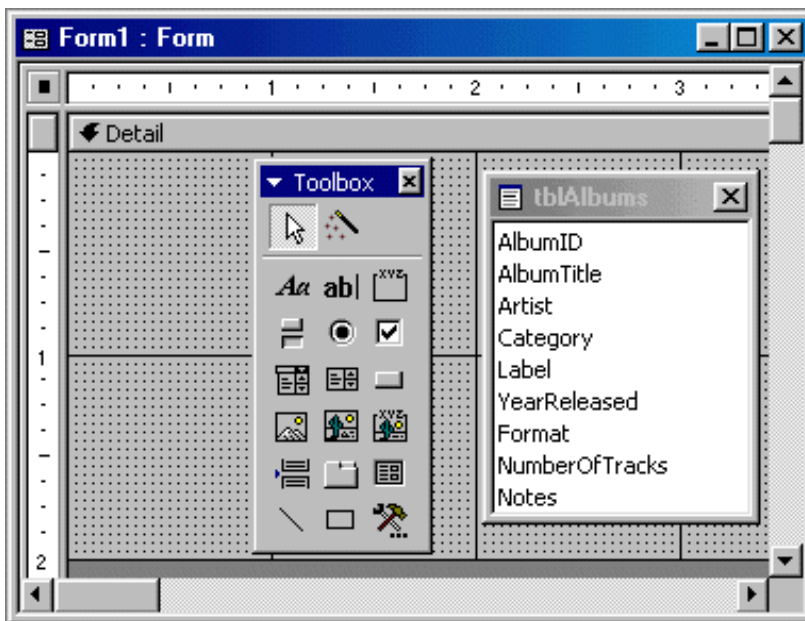 Form1 : Form
1 2 3
Detail
Toolbox
Aa ab| XYZ
XYZ
tblAlbums
AlbumID
AlbumTitle
Artist
Category
Label
YearReleased
Format
NumberOfTracks
Notes
1
2